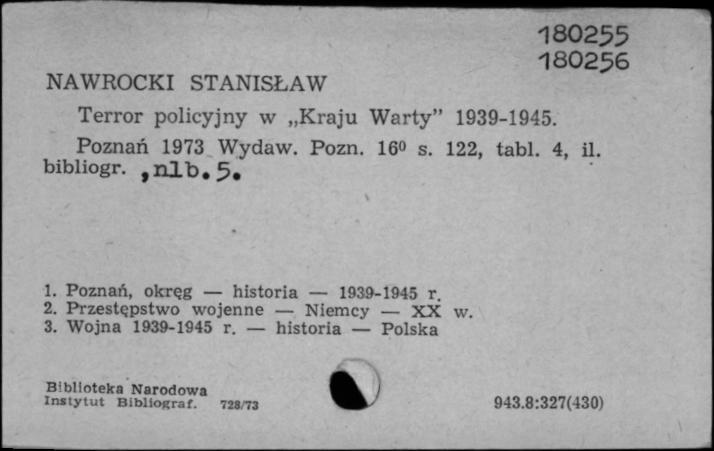 180255
180256
NAWROCKI STANISŁAW
Terror policyjny w „Kraju Warty” 1939-1945.
Poznań 1973 Wydaw. Pozn. 16⁰ s. 122, tabl. 4, il.
bibliogr. , nlb. 5.
1. Poznań, okręg — historia — 1939-1945 r.
2. Przestępstwo wojenne — Niemcy — XX w.
3. Wojna 1939-1945 r. — historia — Polska
Biblioteka Narodowa
Instytut Bibliograf. 728/73
943.8:327(430)